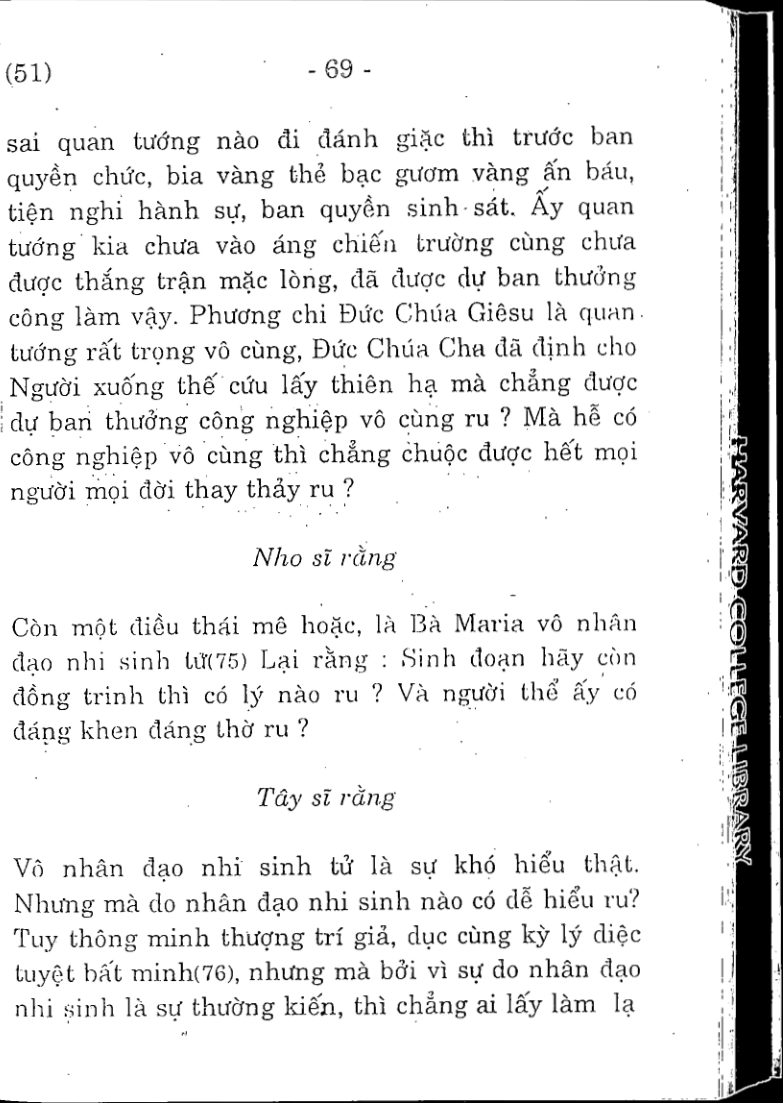 (51)
- 69 -
sai quan tướng nào đi đánh giặc thì trước ban
quyền chức, bia vàng thẻ bạc gươm vàng ấn báu,
tiện nghi hành sự, ban quyền sinh sát. Ấy quan
tướng kia chưa vào áng chiến trường cùng chưa
được thắng trận mặc lòng, đã được dự ban thưởng
công làm vậy. Phương chi Đức Chúa Giêsu là quan
tướng rất trọng vô cùng, Đức Chúa Cha đã định cho
Người xuống thế cứu lấy thiên hạ mà chẳng được
dự ban thưởng công nghiệp vô cùng ru ? Mà hễ có
công nghiệp vô cùng thì chẳng chuộc được hết mọi
người mọi đời thay thảy ru ?
Nho sĩ rằng
Còn một điều thái mê hoặc, là Bà Maria vô nhân
đạo nhi sinh tử(75) Lại rằng : Sinh đoạn hãy còn
đồng trinh thì có lý nào ru ? Và người thể ấy có
đáng khen đáng thờ ru ?
Tây sĩ rằng
Vô nhân đạo nhi sinh tử là sự khó hiểu thật.
Nhưng mà do nhân đạo nhi sinh nào có dễ hiểu ru?
Tuy thông minh thượng trí giả, dục cùng kỳ lý diệc
tuyệt bất minh(76), nhưng mà bởi vì sự do nhân đạo
nhi sinh là sự thường kiến, thì chẳng ai lấy làm lạ
HARVARD COLLEGE LIBRARY